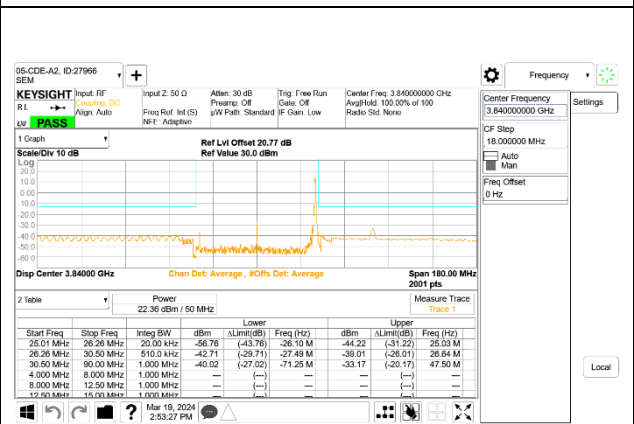 05-CDE-A2, ID:27966
SEM
Frequency
KEYSIGHT Input: RF Input Z: 50 Ω Atten: 30 dB Trig: Free Run Center Freq: 3.840000000 GHz
RL Coupling: DC Preamp: Off Gate: Off Avg|Hold: 100.00% of 100
Align: Auto Freq Ref: Int (S) µW Path: Standard IF Gain: Low Radio Std: None
PASS NFE: Adaptive
Center Frequency
3.840000000 GHz
Settings
CF Step
18.000000 MHz
Auto
Man
Freq Offset
0 Hz
1 Graph
Scale/Div 10 dB
Ref Lvl Offset 20.77 dB
Ref Value 30.0 dBm
Log
20.0
10.0
0.00
-10.0
-20.0
-30.0
-40.0
-50.0
-60.0
Disp Center 3.84000 GHz Chan Det: Average , #Offs Det: Average Span 180.00 MHz
2001 pts
2 Table Power Measure Trace
22.36 dBm / 50 MHz Trace 1
Lower Upper
Start Freq Stop Freq Integ BW dBm ΔLimit(dB) Freq (Hz) dBm ΔLimit(dB) Freq (Hz)
25.01 MHz 26.26 MHz 20.00 kHz -56.76 (-43.76) -26.10 M -44.22 (-31.22) 25.03 M
26.26 MHz 30.50 MHz 510.0 kHz -42.71 (-29.71) -27.49 M -39.01 (-26.01) 26.64 M
30.50 MHz 90.00 MHz 1.000 MHz -40.02 (-27.02) -71.25 M -33.17 (-20.17) 47.50 M
4.000 MHz 8.000 MHz 1.000 MHz --- (---) --- --- (---) ---
8.000 MHz 12.50 MHz 1.000 MHz --- (---) --- --- (---) ---
12.50 MHz 15.00 MHz 1.000 MHz --- (---) --- --- (---) ---
Local
Mar 19, 2024
2:53:27 PM